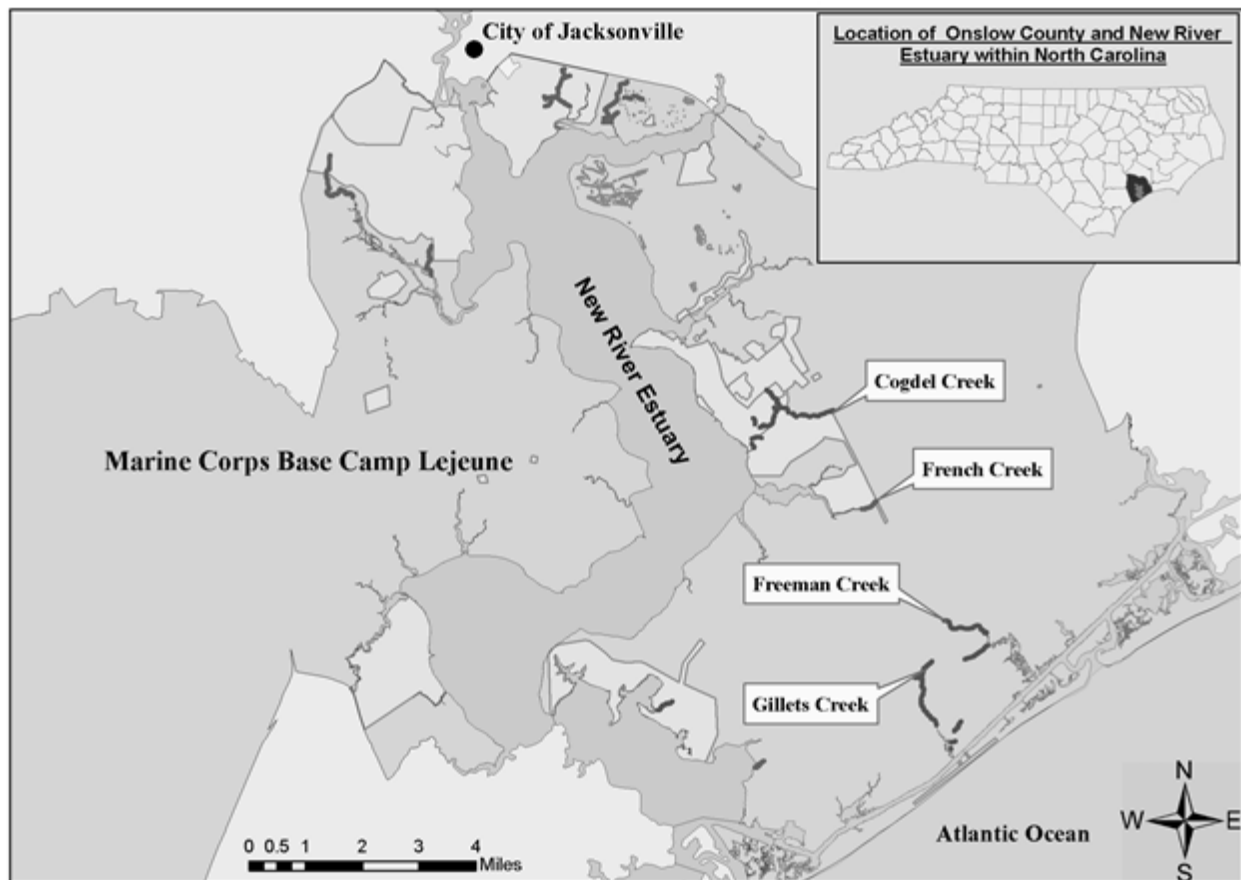 City of Jacksonville
Location of Onslow County and New River
Estuary within North Carolina
New River Estuary
Cogdel Creek
Marine Corps Base Camp Lejeune
French Creek
Freeman Creek
Gillets Creek
N
W E
S
Atlantic Ocean
0 0.5 1 2 3 4
Miles